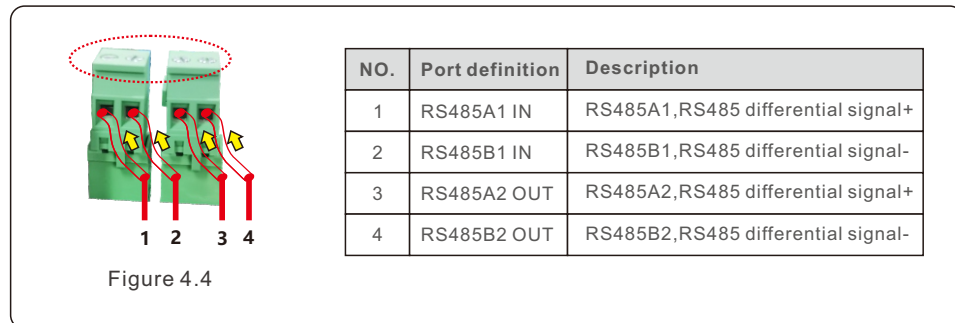 1 2 3 4
Figure 4.4
NO. Port definition Description
1 RS485A1 IN RS485A1,RS485 differential signal+
2 RS485B1 IN RS485B1,RS485 differential signal-
3 RS485A2 OUT RS485A2,RS485 differential signal+
4 RS485B2 OUT RS485B2,RS485 differential signal-